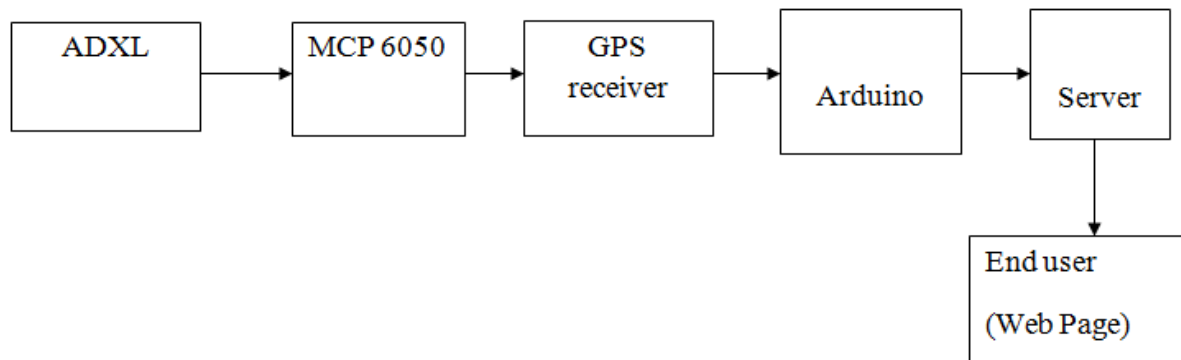 ADXL
MCP 6050
GPS
receiver
Arduino
Server
End user
(Web Page)